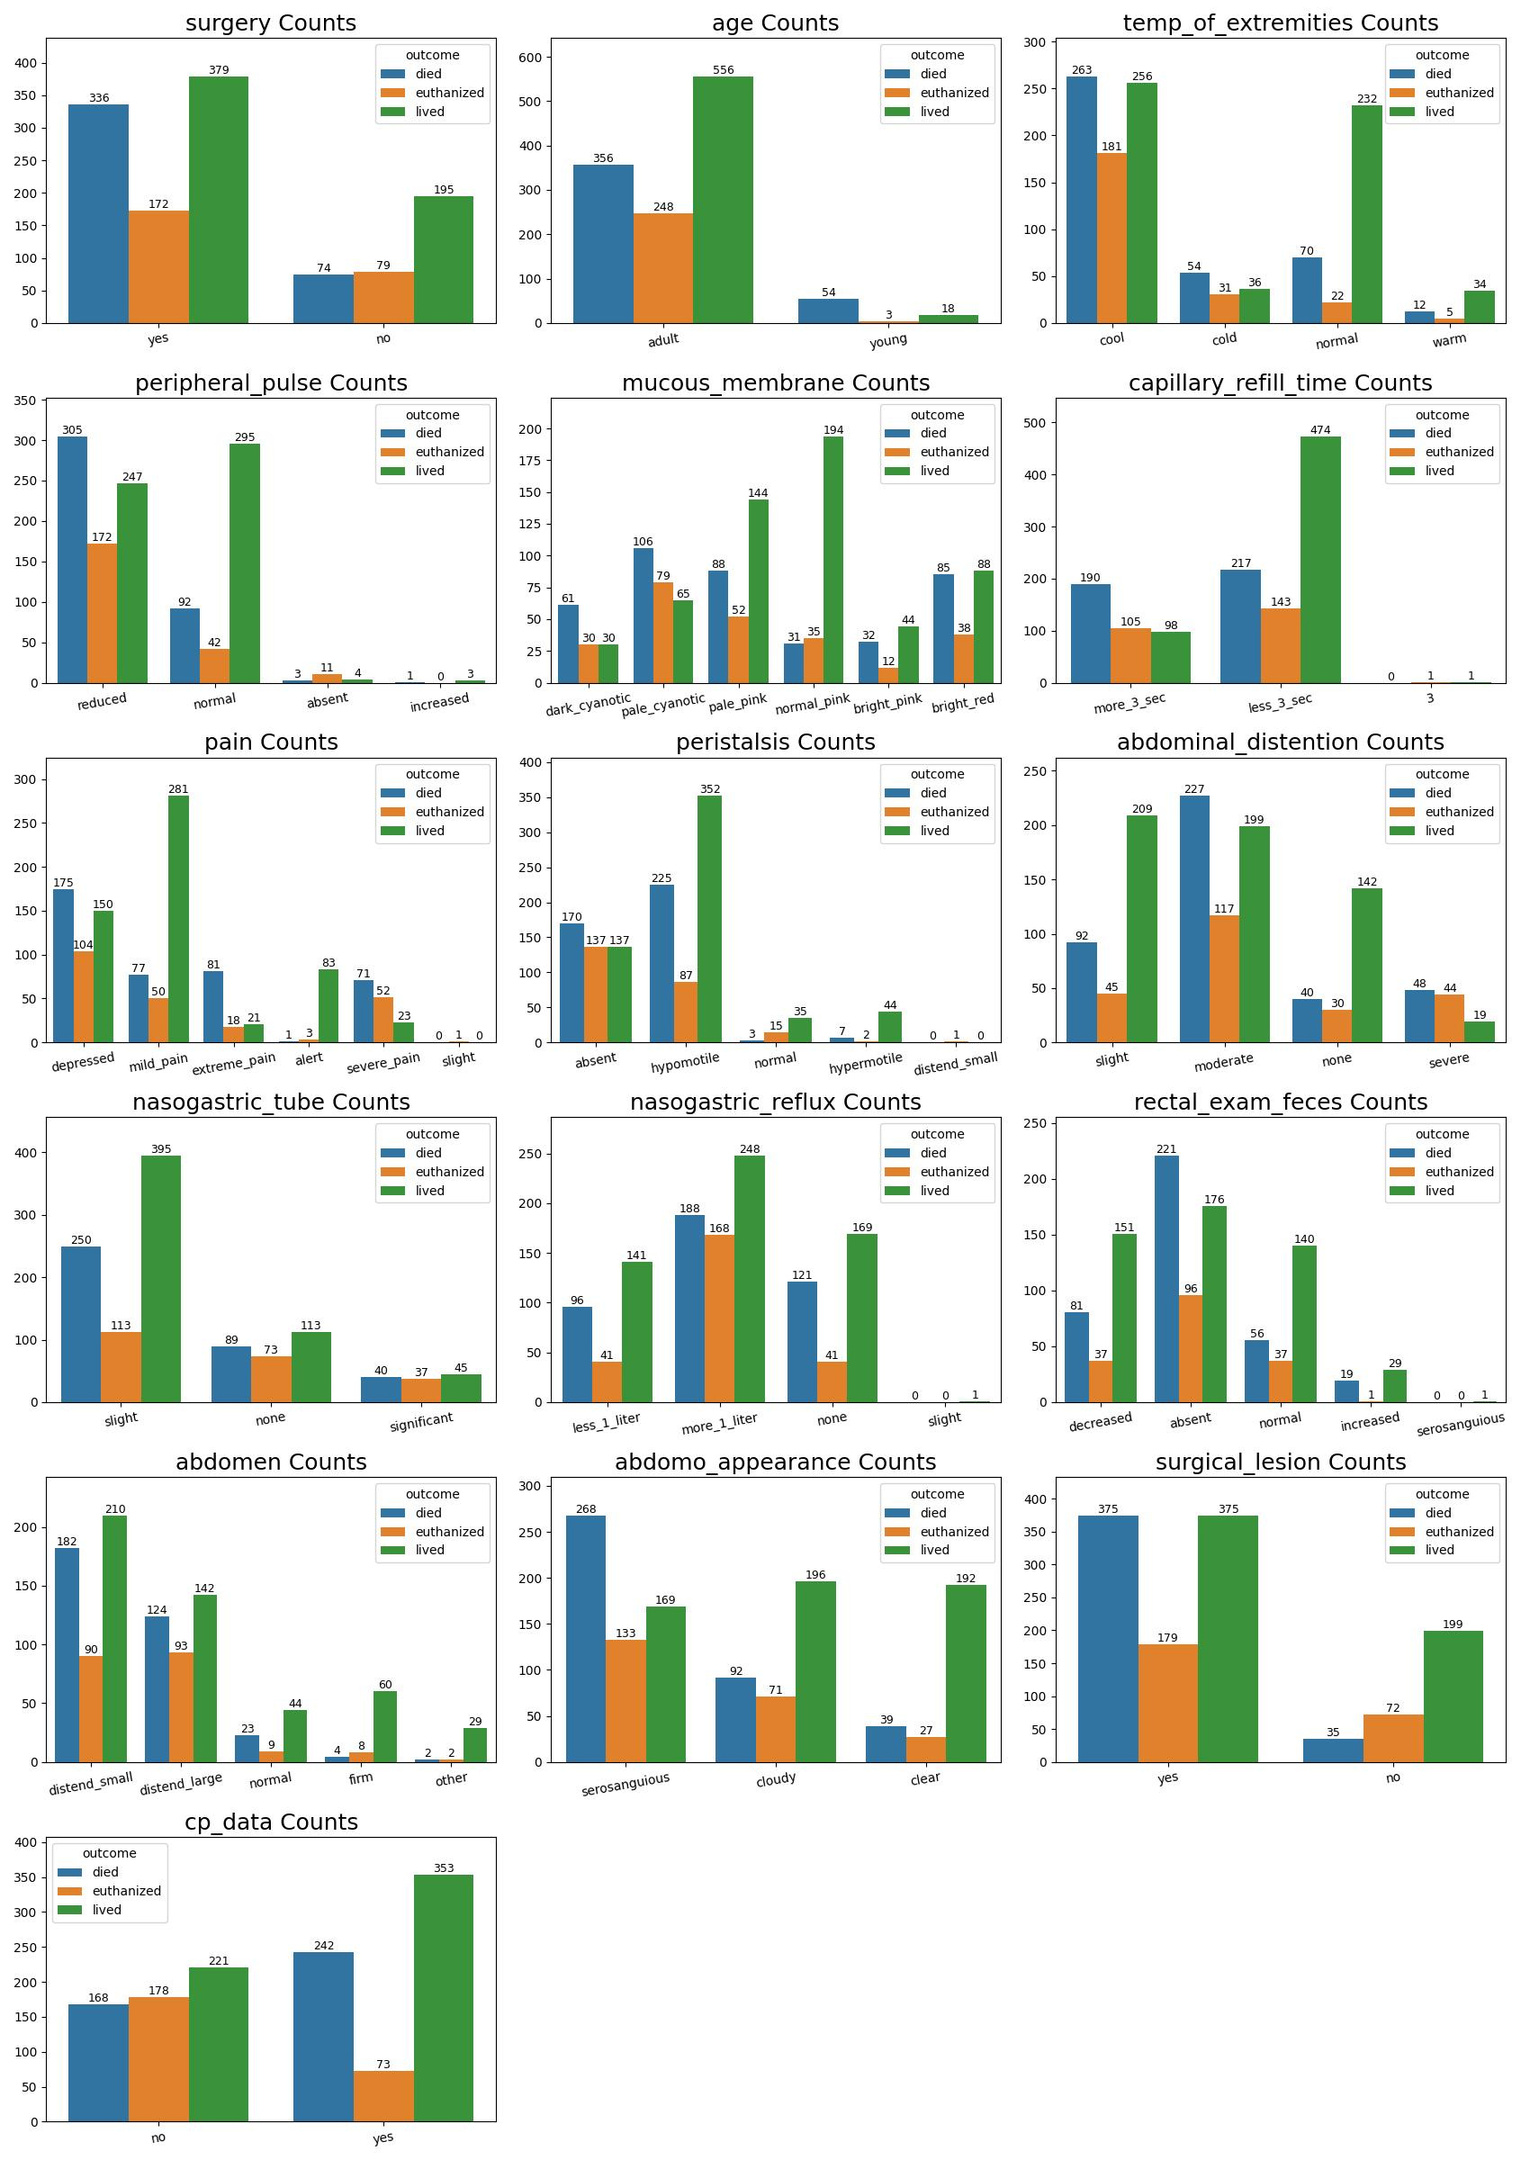 surgery Counts
400
350
300
250
200
150
100
50
0
336
172
379
74
79
195
yes
no
outcome
died
euthanized
lived
age Counts
600
500
400
300
200
100
0
356
248
556
54
3
18
adult
young
outcome
died
euthanized
lived
temp_of_extremities Counts
300
250
200
150
100
50
0
263
181
256
54
31
36
70
22
232
12
5
34
cool
cold
normal
warm
outcome
died
euthanized
lived
peripheral_pulse Counts
350
300
250
200
150
100
50
0
305
172
247
92
42
295
3
11
4
1
0
3
reduced
normal
absent
increased
outcome
died
euthanized
lived
mucous_membrane Counts
200
175
150
125
100
75
50
25
0
61
30
30
106
79
65
88
52
144
31
35
194
32
12
44
85
38
88
dark_cyanotic
pale_cyanotic
pale_pink
normal_pink
bright_pink
bright_red
outcome
died
euthanized
lived
capillary_refill_time Counts
500
400
300
200
100
0
190
105
98
217
143
474
0
1
1
more_3_sec
less_3_sec
3
outcome
died
euthanized
lived
pain Counts
300
250
200
150
100
50
0
175
104
150
77
50
281
81
18
21
1
3
83
71
52
23
0
1
0
depressed
mild_pain
extreme_pain
alert
severe_pain
slight
outcome
died
euthanized
lived
peristalsis Counts
400
350
300
250
200
150
100
50
0
170
137
137
225
87
352
3
15
35
7
2
44
0
1
0
absent
hypomotile
normal
hypermotile
distend_small
outcome
died
euthanized
lived
abdominal_distention Counts
250
200
150
100
50
0
92
45
209
227
117
199
40
30
142
48
44
19
slight
moderate
none
severe
outcome
died
euthanized
lived
nasogastric_tube Counts
400
300
200
100
0
250
113
395
89
73
113
40
37
45
slight
none
significant
outcome
died
euthanized
lived
nasogastric_reflux Counts
250
200
150
100
50
0
96
41
141
188
168
248
121
41
169
0
0
1
less_1_liter
more_1_liter
none
slight
outcome
died
euthanized
lived
rectal_exam_feces Counts
250
200
150
100
50
0
81
37
151
221
96
176
56
37
140
19
1
29
0
0
1
decreased
absent
normal
increased
serosanguious
outcome
died
euthanized
lived
abdomen Counts
200
150
100
50
0
182
90
210
124
93
142
23
9
44
4
8
60
2
2
29
distend_small
distend_large
normal
firm
other
outcome
died
euthanized
lived
abdomo_appearance Counts
300
250
200
150
100
50
0
268
133
169
92
71
196
39
27
192
serosanguious
cloudy
clear
outcome
died
euthanized
lived
surgical_lesion Counts
400
350
300
250
200
150
100
50
0
375
179
375
35
72
199
yes
no
outcome
died
euthanized
lived
cp_data Counts
400
350
300
250
200
150
100
50
0
168
178
221
242
73
353
no
yes
outcome
died
euthanized
lived